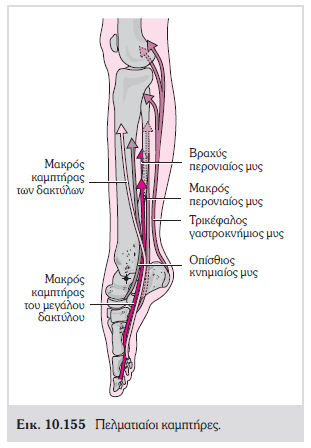 Βραχύς
περονιαίος μυς
Μακρός
καμπτήρας
των δακτύλων
Μακρός
περονιαίος μυς
Τρικέφαλος
γαστροκνήμιος μυς
Οπίσθιος
κνημιαίος μυς
Μακρός
καμπτήρας
του μεγάλου
δακτύλου
Εικ. 10.155 Πελματιαίοι καμπτήρες.